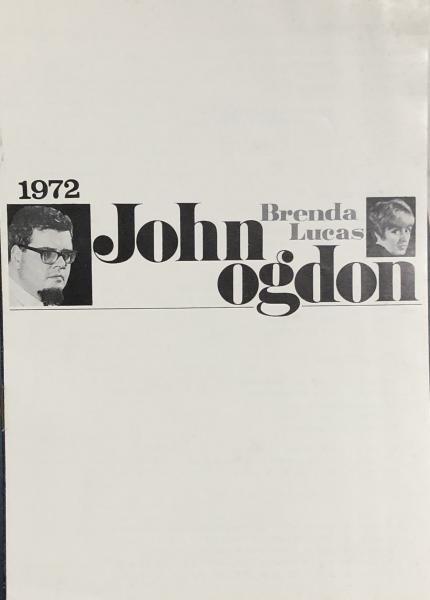 1972
Brenda
Lucas
John
ogdon